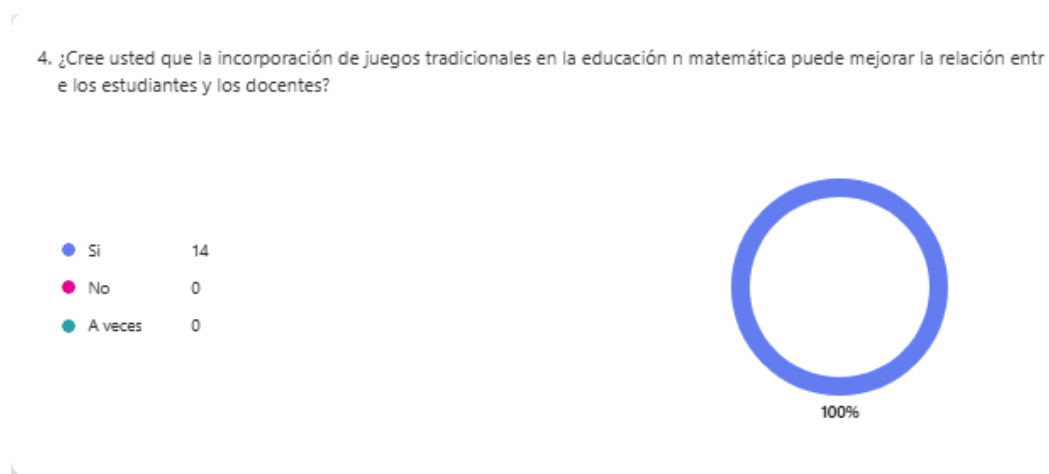 4. ¿Cree usted que la incorporación de juegos tradicionales en la educación n matemática puede mejorar la relación entr
e los estudiantes y los docentes?
Si 14
No 0
A veces 0
100%